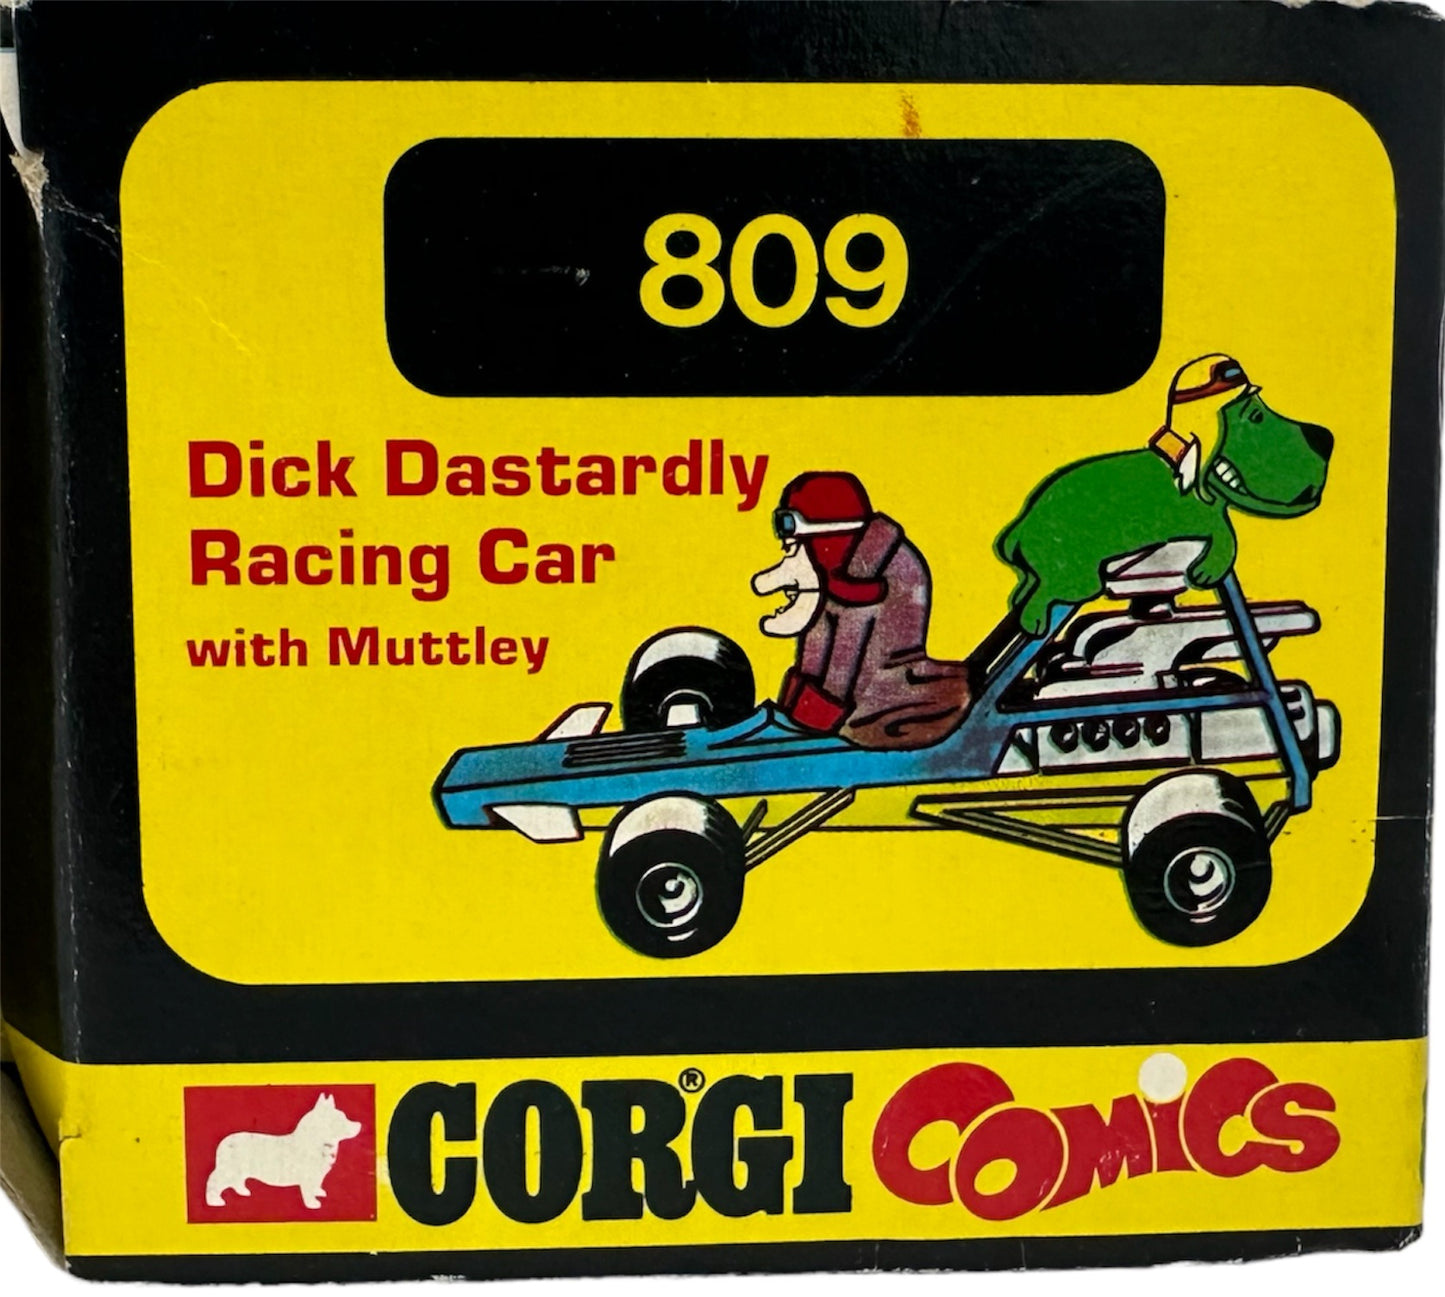 809
Dick Dastardly
Racing Car
with Muttley
CORGI® COMICS